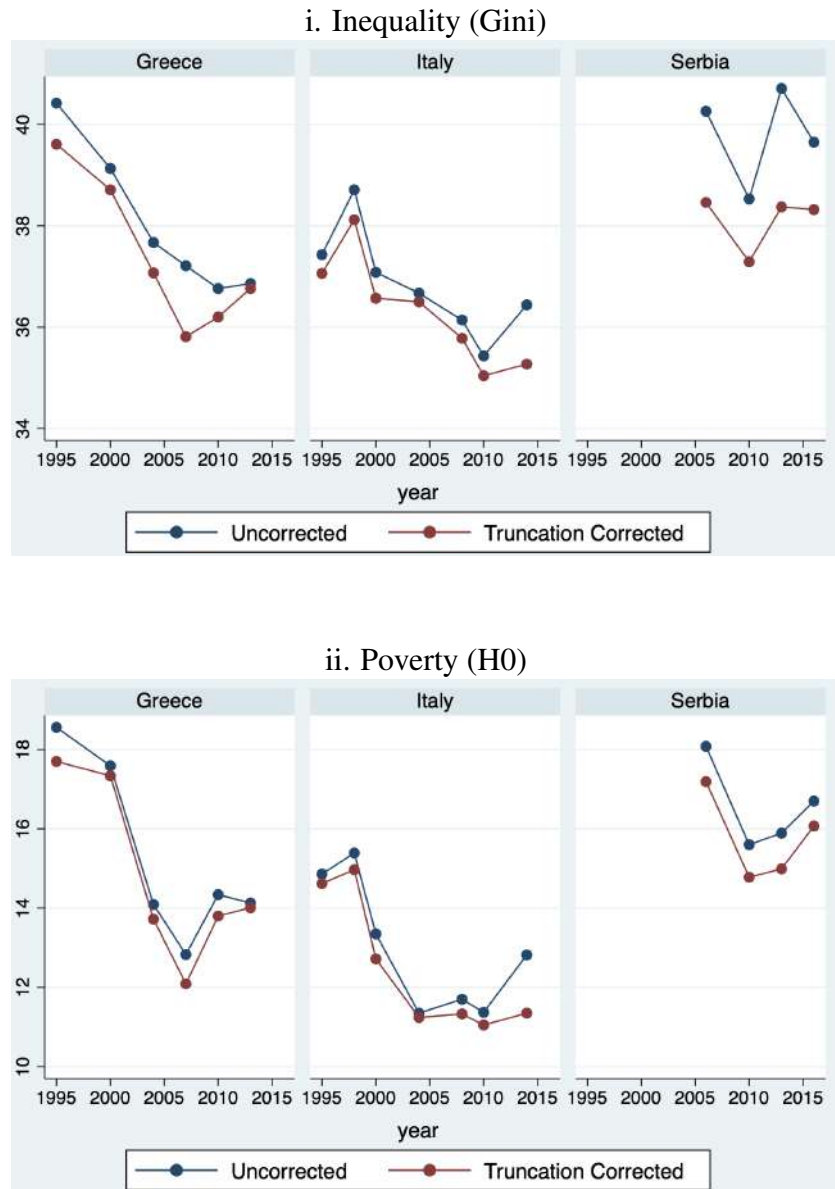 i. Inequality (Gini)
Greece
Italy
Serbia
40
38
36
34
1995 2000 2005 2010 2015 1995 2000 2005 2010 2015 1995 2000 2005 2010 2015
year
Uncorrected Truncation Corrected
ii. Poverty (H0)
Greece
Italy
Serbia
18
16
14
12
10
1995 2000 2005 2010 2015 1995 2000 2005 2010 2015 1995 2000 2005 2010 2015
year
Uncorrected Truncation Corrected